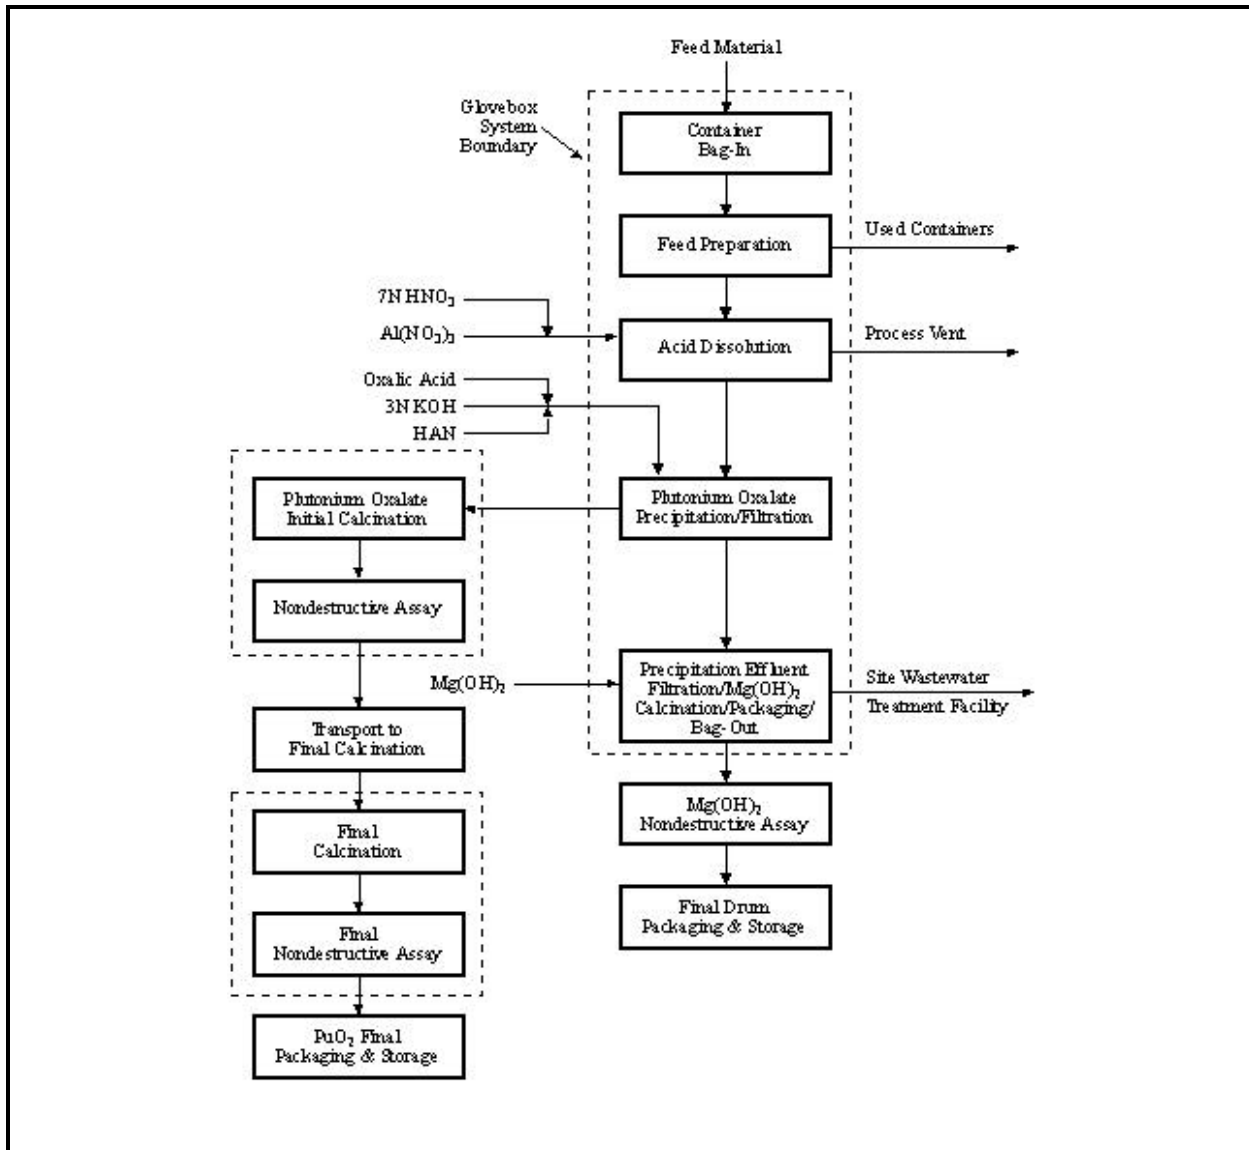 Feed Material
Glovebox
System
Boundary
Container
Bag-In
Feed Preparation
Used Containers
7N HNO₃
Al(NO₃)₃
Acid Dissolution
Process Vent
Oxalic Acid
3N KOH
HAN
Plutonium Oxalate
Initial Calcination
Plutonium Oxalate
Precipitation/Filtration
Nondestructive Assay
Mg(OH)₂
Precipitation Effluent
Filtration/Mg(OH)₂
Calcination/Packaging/
Bag-Out
Site Wastewater
Treatment Facility
Transport to
Final Calcination
Mg(OH)₂
Nondestructive Assay
Final
Calcination
Final Drum
Packaging & Storage
Final
Nondestructive Assay
PuO₂ Final
Packaging & Storage